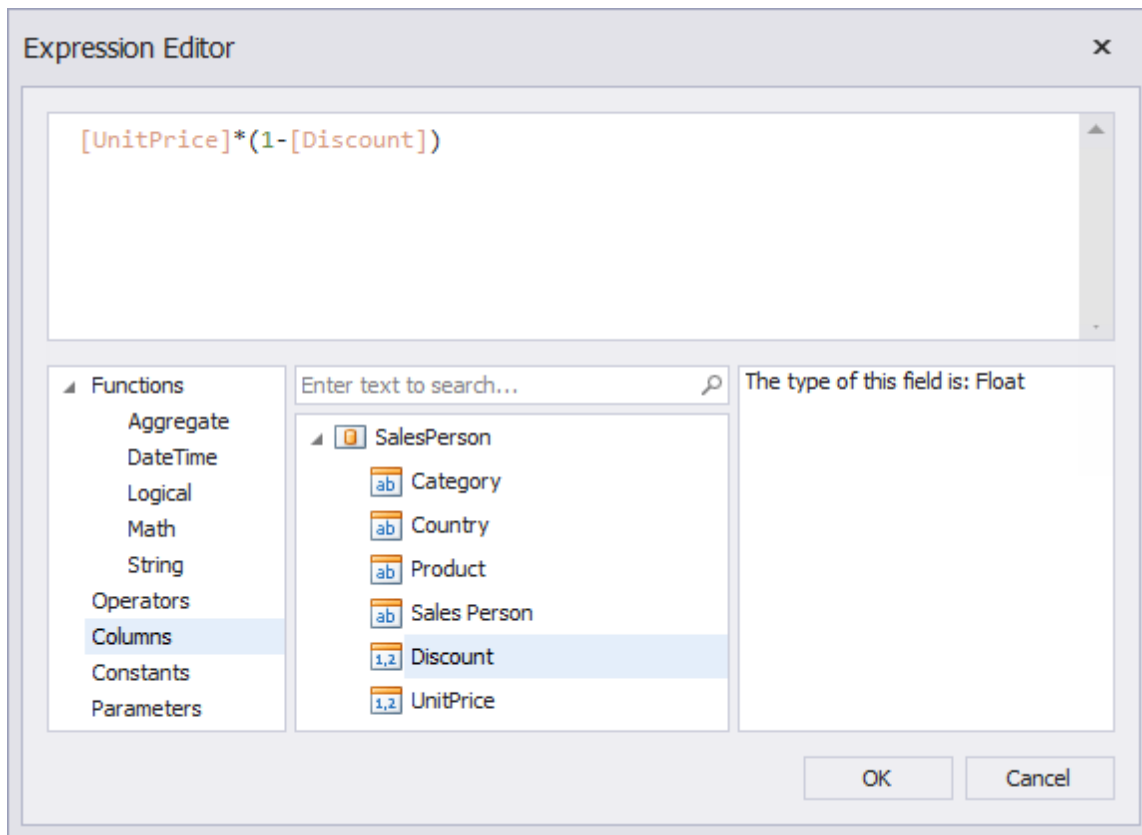 Expression Editor
[UnitPrice]*(1-[Discount])
Functions
Aggregate
DateTime
Logical
Math
String
Operators
Columns
Constants
Parameters
Enter text to search...
SalesPerson
ab Category
ab Country
ab Product
ab Sales Person
1,2 Discount
1,2 UnitPrice
The type of this field is: Float
OK
Cancel